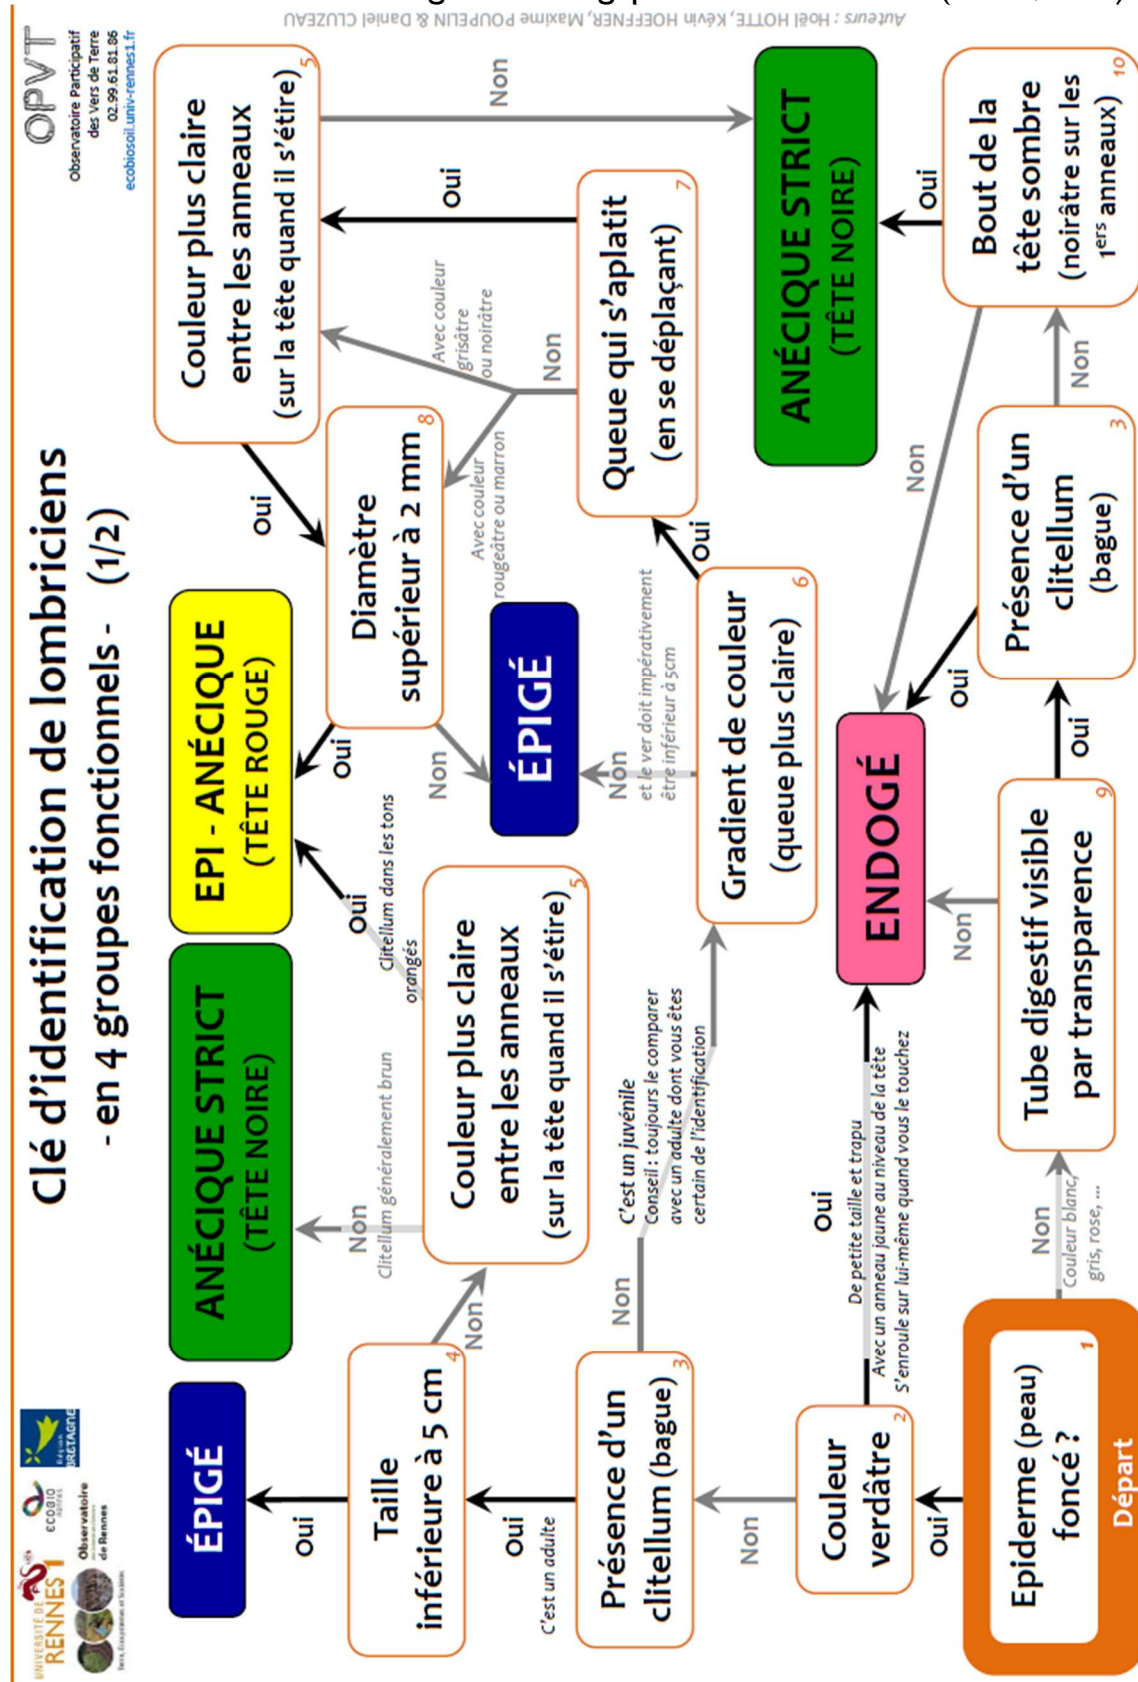 Clé d'identification de lombriciens
- en 4 groupes fonctionnels - (1/2)
UNIVERSITÉ DE
RENNES 1
ECOBIO
Rennes
Région
BRETAGNE
Observatoire
de Rennes
OPVT
Observatoire Participatif
des Vers de Terre
02.99.61.81.86
ecobiosoil.univ-rennes1.fr
ÉPIGÉ
ANÉCIQUE STRICT
(TÊTE NOIRE)
EPI - ANÉCIQUE
(TÊTE ROUGE)
Couleur plus claire
entre les anneaux
(sur la tête quand il s'étire)
5
Oui
Non
Clitellum généralement brun
Oui
Clitellum dans les tons
orangés
Oui
Oui
Non
Taille
inférieure à 5 cm
4
Non
Couleur plus claire
entre les anneaux
(sur la tête quand il s'étire)
5
Diamètre
supérieur à 2 mm
8
Non
Avec couleur
grisâtre
ou noirâtre
Avec couleur
rougeâtre ou marron
Non
Oui
Oui
C'est un adulte
ÉPIGÉ
Présence d'un
clitellum (bague)
3
Non
C'est un juvénile
Conseil : toujours le comparer
avec un adulte dont vous êtes
certain de l'identification
Non
et le ver doit impérativement
être inférieur à 5cm
Queue qui s'aplatit
(en se déplaçant)
7
Oui
Gradient de couleur
(queue plus claire)
6
Non
ANÉCIQUE STRICT
(TÊTE NOIRE)
Couleur
verdâtre
2
Oui
De petite taille et trapu
Avec un anneau jaune au niveau de la tête
S'enroule sur lui-même quand vous le touchez
ENDOGÉ
Non
Oui
Oui
Non
Oui
Epiderme (peau)
foncé ?
1
Départ
Non
Couleur blanc,
gris, rose, ...
Tube digestif visible
par transparence
9
Oui
Présence d'un
clitellum
(bague)
3
Non
Bout de la
tête sombre
(noirâtre sur les
1ers anneaux)
10
Auteurs : Hoël HOTTE, Kévin HOEFFNER, Maxime POUPELIN & Daniel CLUZEAU